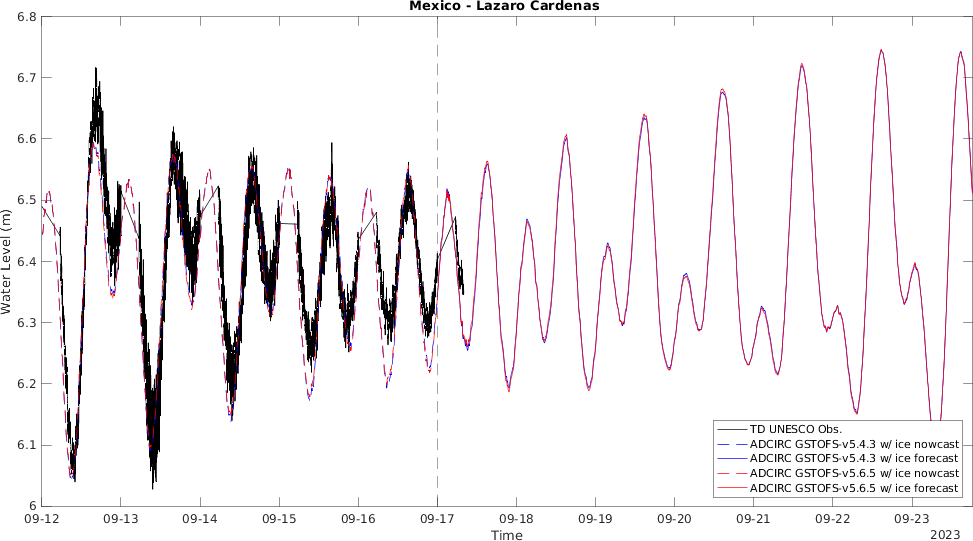 Mexico - Lazaro Cardenas
Water Level (m)
6.8
6.7
6.6
6.5
6.4
6.3
6.2
6.1
6
TD UNESCO Obs.
ADCIRC GSTOFS-v5.4.3 w/ ice nowcast
ADCIRC GSTOFS-v5.4.3 w/ ice forecast
ADCIRC GSTOFS-v5.6.5 w/ ice nowcast
ADCIRC GSTOFS-v5.6.5 w/ ice forecast
09-12 09-13 09-14 09-15 09-16 09-17 09-18 09-19 09-20 09-21 09-22 09-23
Time
2023